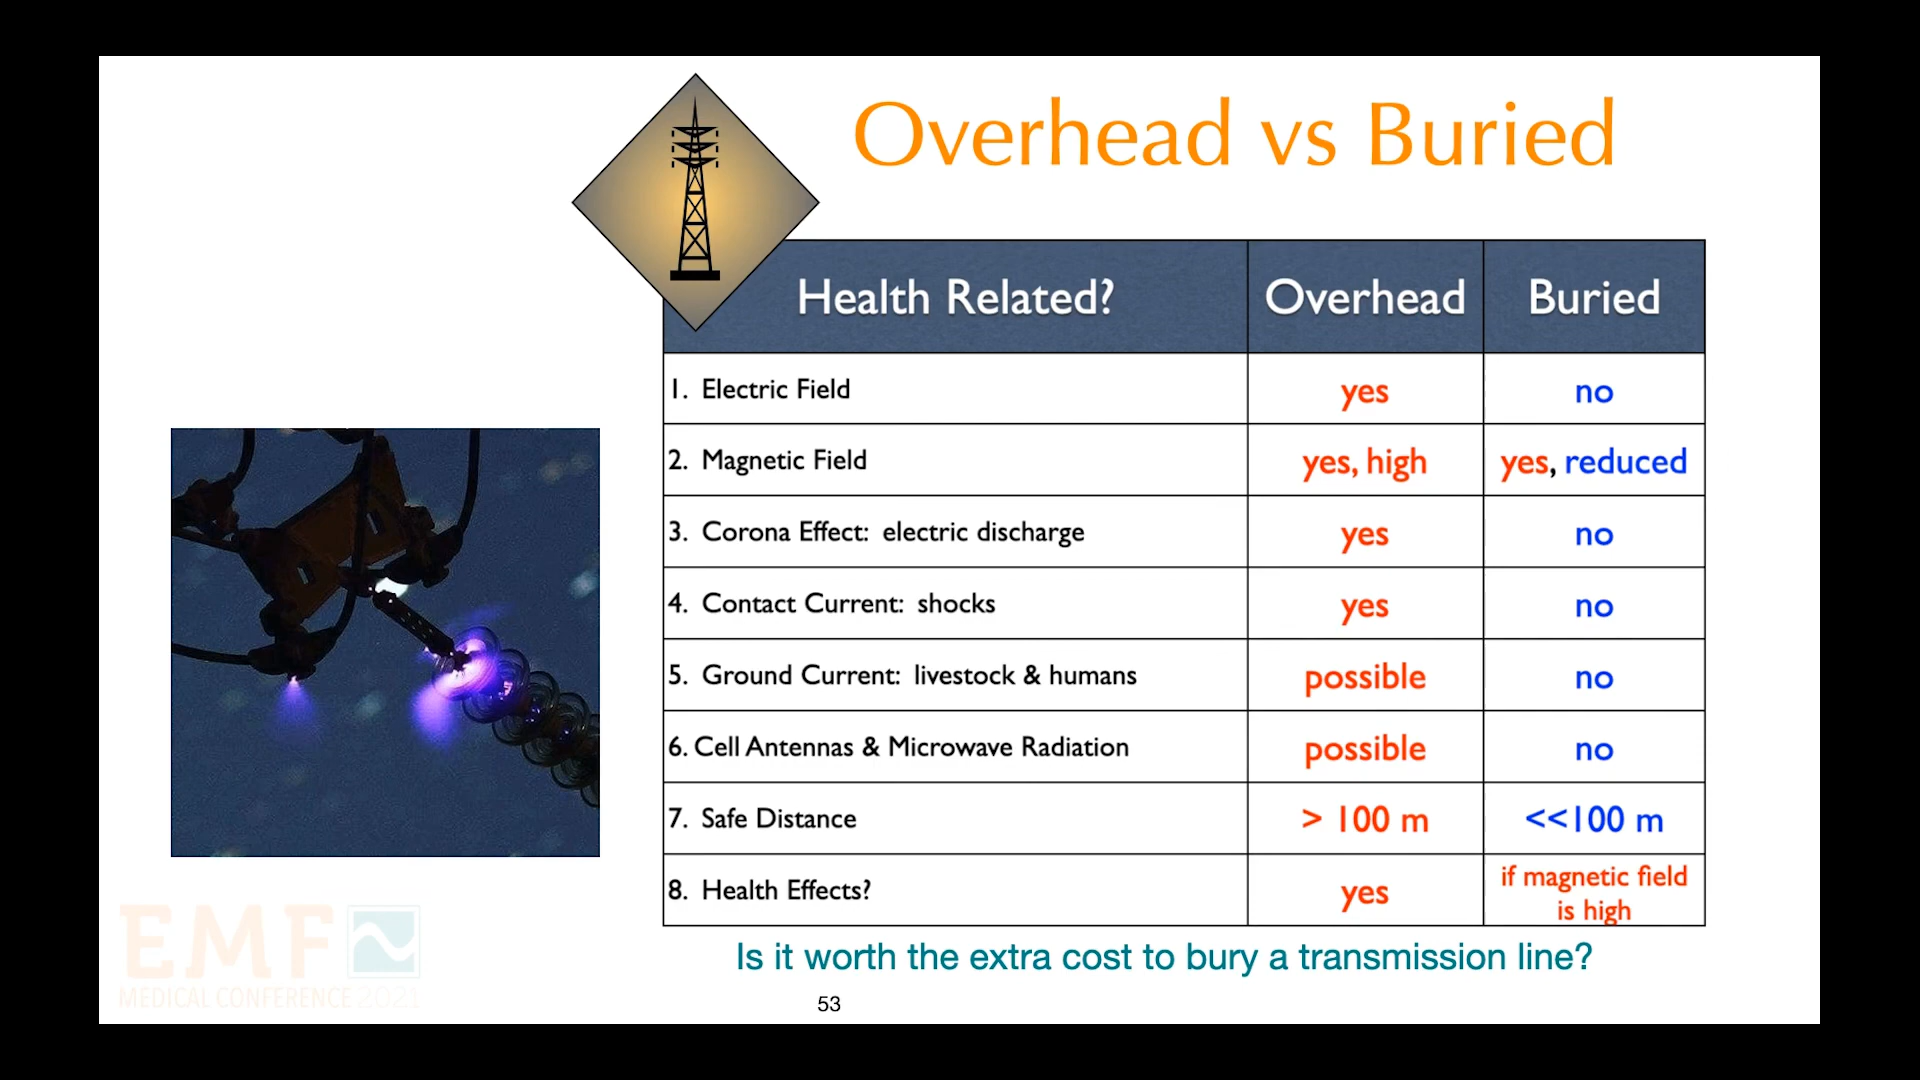 Overhead vs Buried
Health Related? Overhead Buried
1. Electric Field yes no
2. Magnetic Field yes, high yes, reduced
3. Corona Effect: electric discharge yes no
4. Contact Current: shocks yes no
5. Ground Current: livestock & humans possible no
6. Cell Antennas & Microwave Radiation possible no
7. Safe Distance > 100 m <<100 m
8. Health Effects? yes if magnetic field
is high
Is it worth the extra cost to bury a transmission line?
EMF
MEDICAL CONFERENCE 2021
53